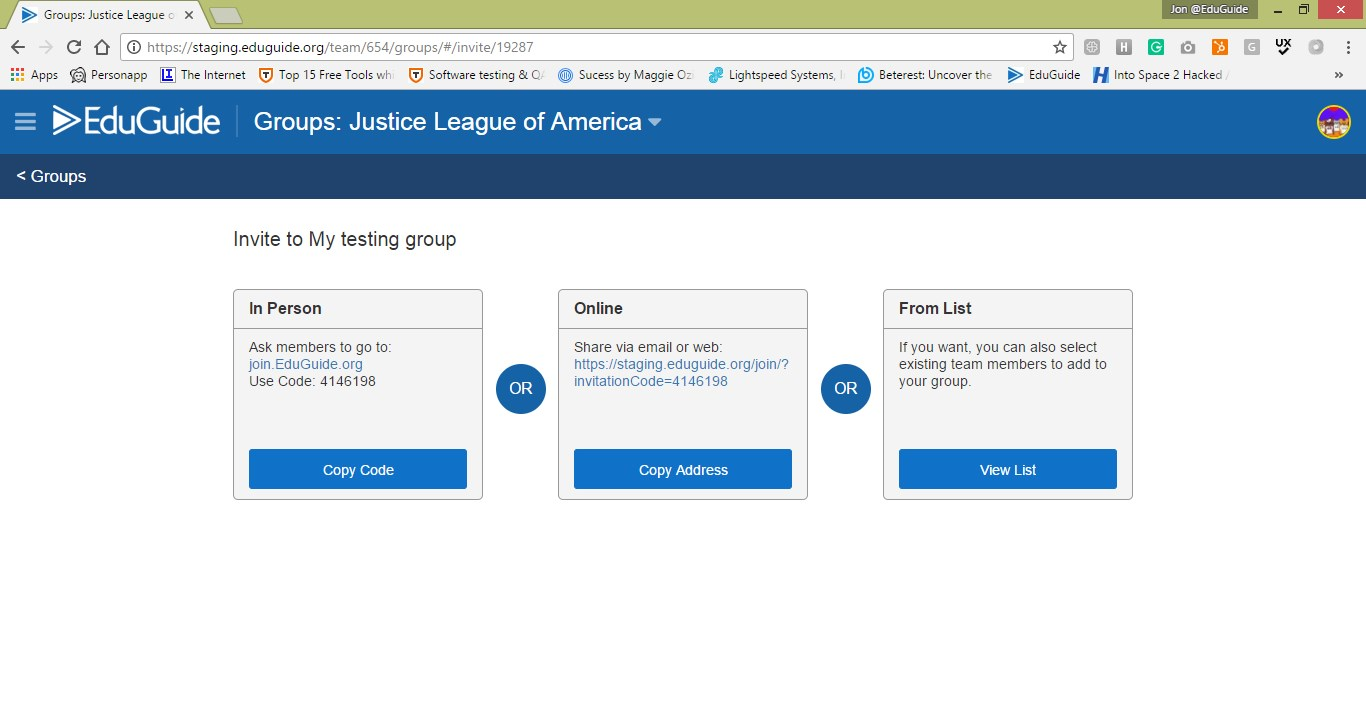 Groups: Justice League o
Jon @EduGuide
https://staging.eduguide.org/team/654/groups/#/invite/19287
H
G
G
UX
Apps
Personapp
The Internet
Top 15 Free Tools whi
Software testing & QA
Sucess by Maggie Ozi
Lightspeed Systems, I
Beterest: Uncover the
EduGuide
Into Space 2 Hacked /
»
EduGuide
Groups: Justice League of America
< Groups
Invite to My testing group
In Person
Ask members to go to:
join.EduGuide.org
Use Code: 4146198
Copy Code
OR
Online
Share via email or web:
https://staging.eduguide.org/join/?
invitationCode=4146198
Copy Address
OR
From List
If you want, you can also select
existing team members to add to
your group.
View List